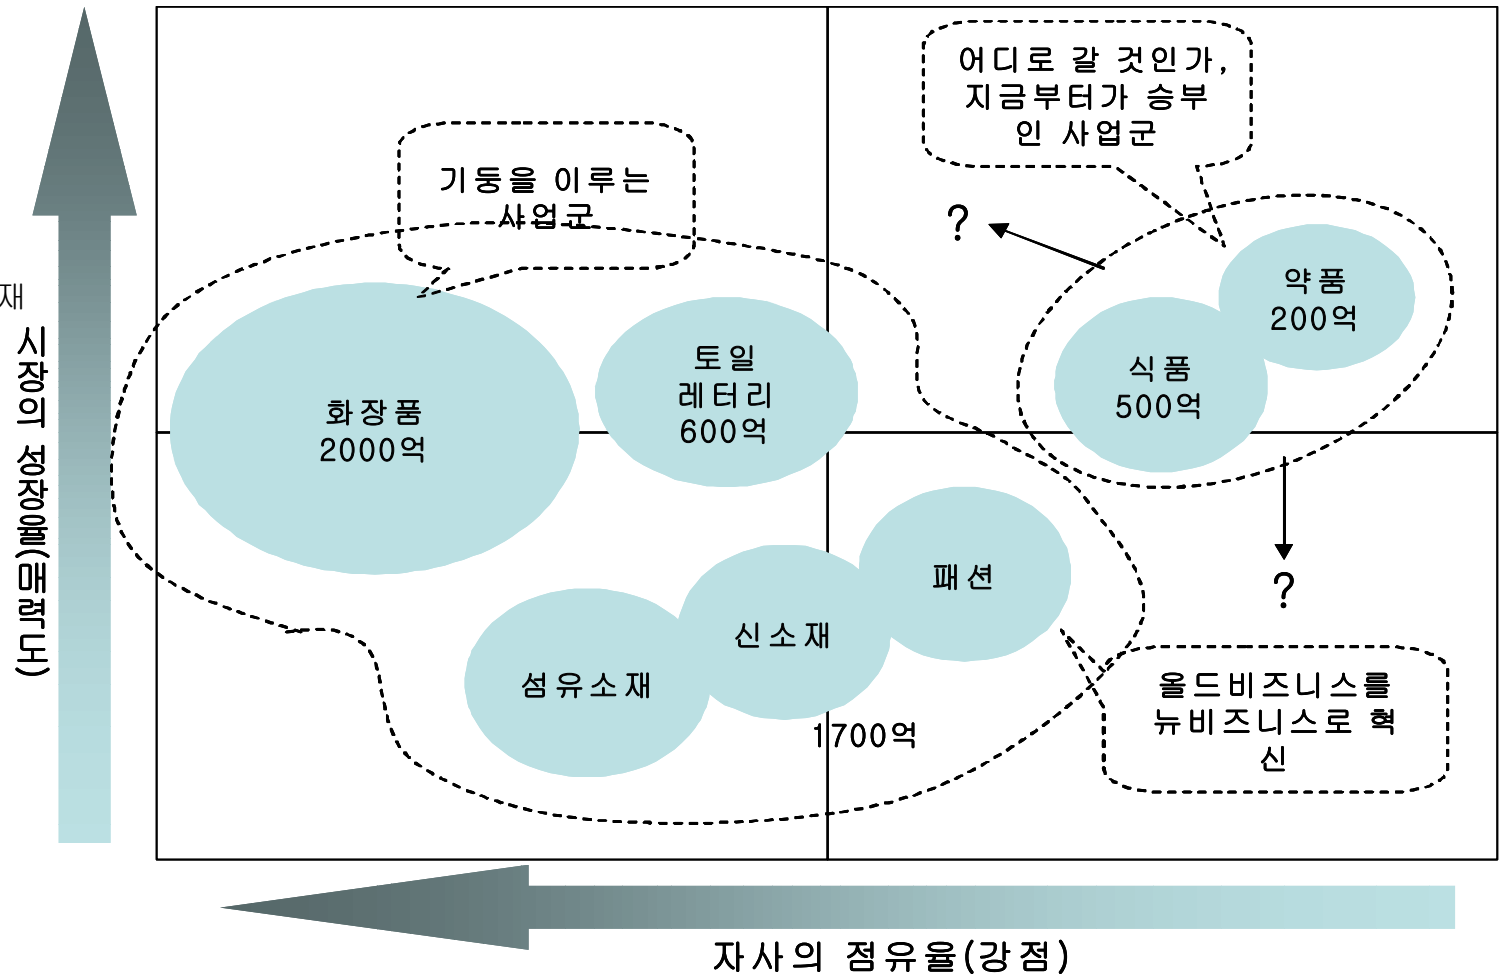 어디로 갈 것인가,
지금부터가 승부
인 사업군
기둥을 이루는
사업군
?
약품
200억
재
시장의 성장율(매력도)
토일
레터리
600억
식품
500억
화장품
2000억
패션
?
신소재
섬유소재
1700억
올드비즈니스를
뉴비즈니스로 혁
신
자사의 점유율(강점)